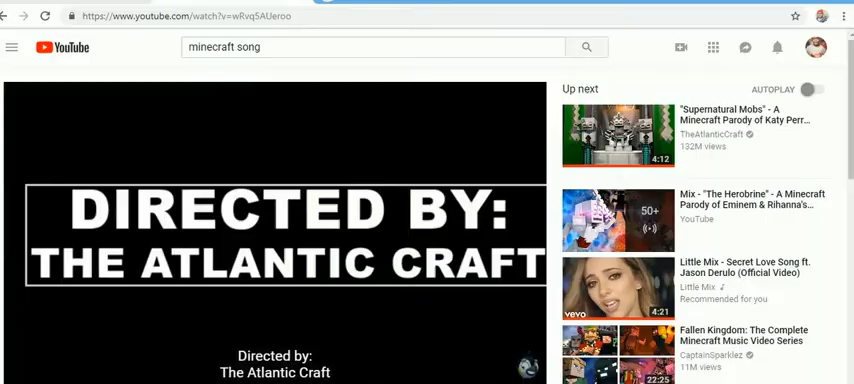 https://www.youtube.com/watch?v=wRvq5AUeroo
YouTube
minecraft song
DIRECTED BY:
THE ATLANTIC CRAFT
Directed by:
The Atlantic Craft
Up next
AUTOPLAY
4:12
"Supernatural Mobs" - A
Minecraft Parody of Katy Perr...
TheAtlanticCraft
132M views
50+
Mix - "The Herobrine" - A Minecraft
Parody of Eminem & Rihanna's...
YouTube
vevo
4:21
Little Mix - Secret Love Song ft.
Jason Derulo (Official Video)
Little Mix
Recommended for you
22:25
Fallen Kingdom: The Complete
Minecraft Music Video Series
CaptainSparklez
11M views